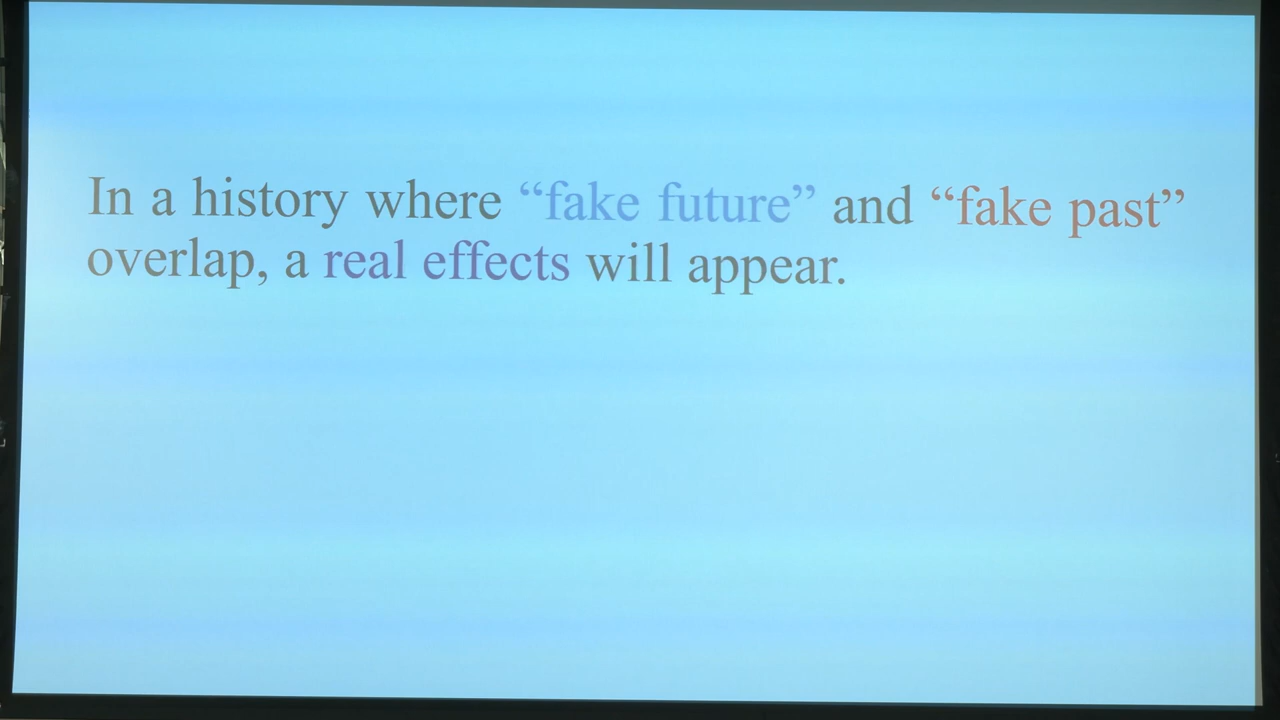 In a history where “fake future” and “fake past”
overlap, a real effects will appear.